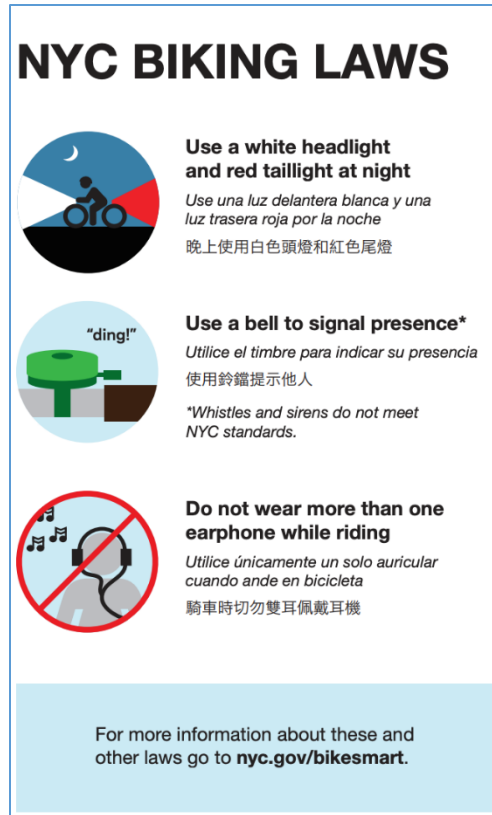 NYC BIKING LAWS
Use a white headlight
and red taillight at night
Use una luz delantera blanca y una
luz trasera roja por la noche
晚上使用白色頭燈和紅色尾燈
"ding!"
Use a bell to signal presence*
Utilice el timbre para indicar su presencia
使用鈴鐺提示他人
*Whistles and sirens do not meet
NYC standards.
Do not wear more than one
earphone while riding
Utilice únicamente un solo auricular
cuando ande en bicicleta
騎車時切勿雙耳佩戴耳機
For more information about these and
other laws go to nyc.gov/bikesmart.